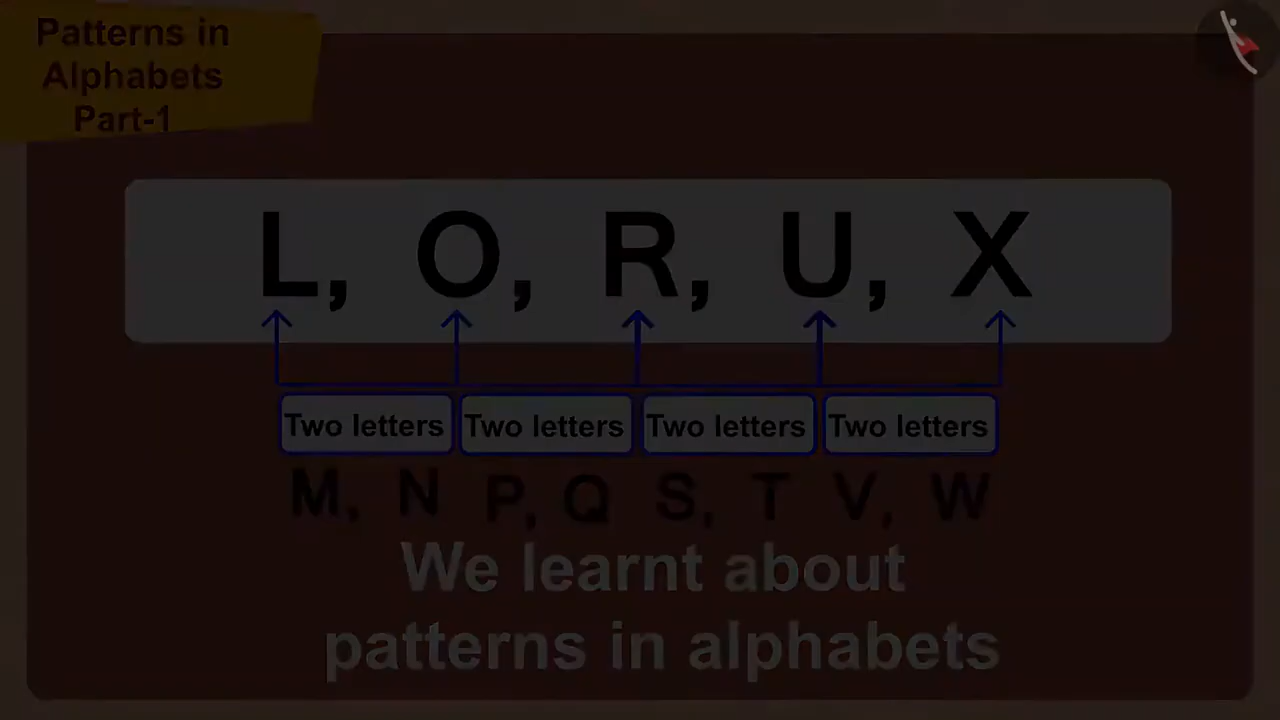 Patterns in
Alphabets
Part-1
L, O, R, U, X
Two letters Two letters Two letters Two letters
M, N P, Q S, T V, W
We learnt about
patterns in alphabets